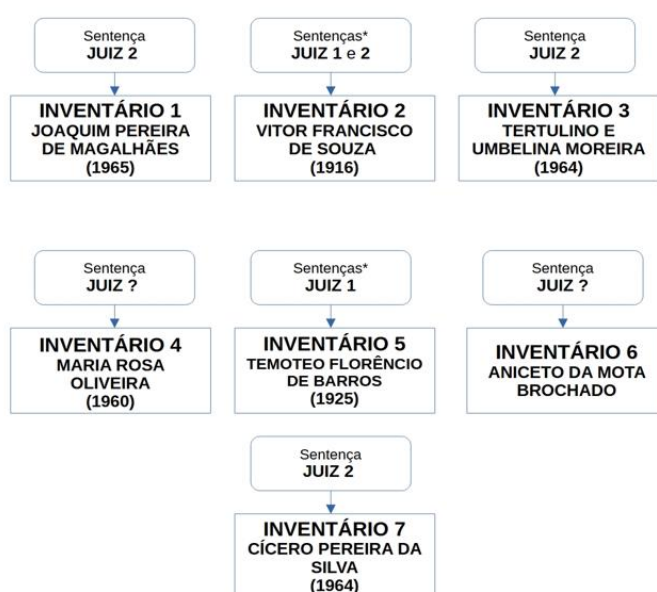 Sentença
JUIZ 2
INVENTÁRIO 1
JOAQUIM PEREIRA
DE MAGALHÃES
(1965)
Sentenças*
JUIZ 1 e 2
INVENTÁRIO 2
VITOR FRANCISCO
DE SOUZA
(1916)
Sentença
JUIZ 2
INVENTÁRIO 3
TERTULINO E
UMBELINA MOREIRA
(1964)
Sentença
JUIZ ?
INVENTÁRIO 4
MARIA ROSA
OLIVEIRA
(1960)
Sentenças*
JUIZ 1
INVENTÁRIO 5
TEMOTEO FLORÊNCIO
DE BARROS
(1925)
Sentença
JUIZ ?
INVENTÁRIO 6
ANICETO DA MOTA
BROCHADO
Sentença
JUIZ 2
INVENTÁRIO 7
CÍCERO PEREIRA DA
SILVA
(1964)